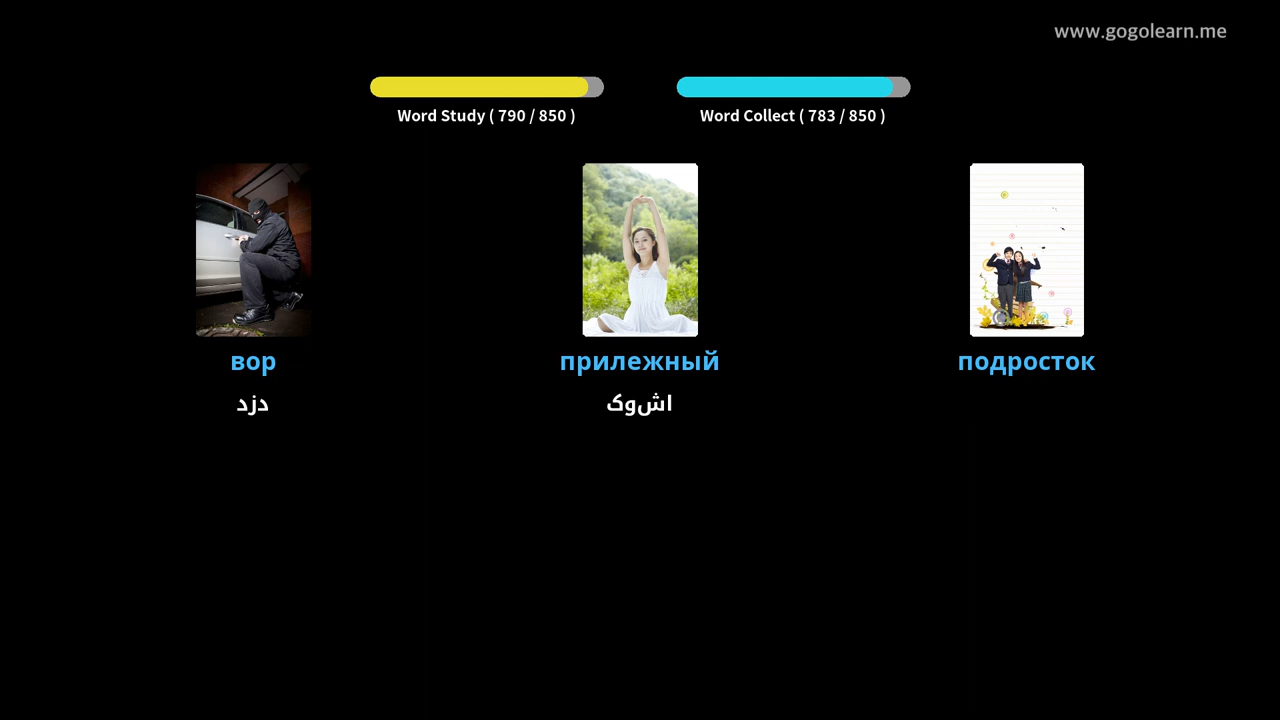 www.gogolearn.me
Word Study ( 790 / 850 )
Word Collect ( 783 / 850 )
вор
прилежный
подросток
دزد
اشوک